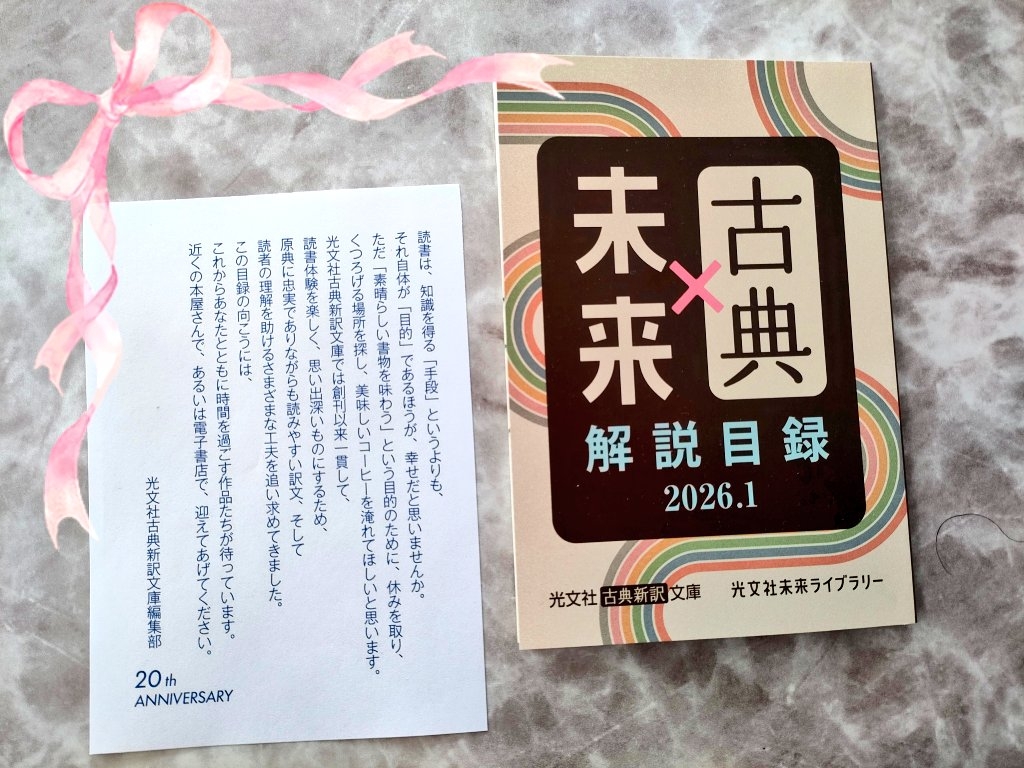 読書は、知識を得る「手段」というよりも、
それ自体が「目的」であるほうが、幸せだと思いませんか。
ただ「素晴らしい書物を味わう」という目的のために、休みを取り、
くつろげる場所を探し、美味しいコーヒーを淹れてほしいと思います。
光文社古典新訳文庫では創刊以来一貫して、
読書体験を楽しく、思い出深いものにするため、
原典に忠実でありながらも読みやすい訳文、そして
読者の理解を助けるさまざまな工夫を追い求めてきました。
この目録の向こうには、
これからあなたとともに時間を過ごす作品たちが待っています。
近くの本屋さんで、あるいは電子書店で、迎えてあげてください。
光文社古典新訳文庫編集部
20th
ANNIVERSARY
古典
×
未来
解説目録
2026.1
光文社古典新訳文庫
光文社未来ライブラリー